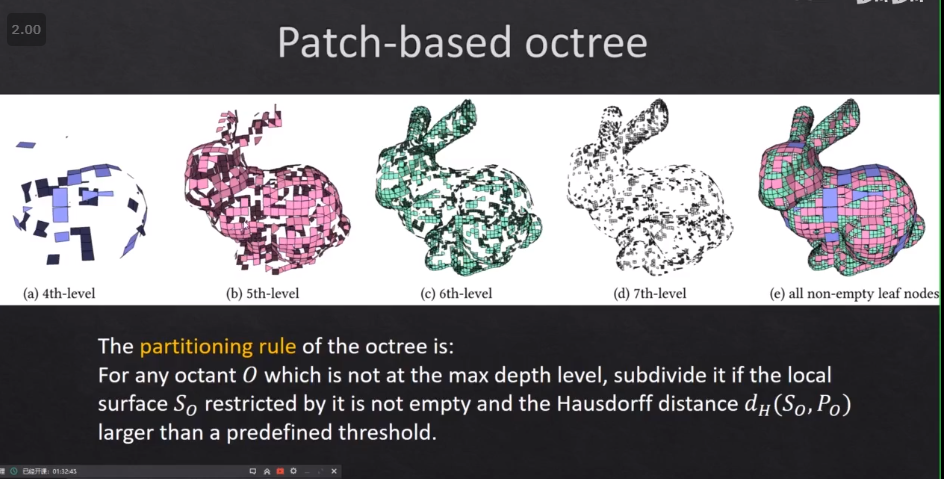 2.00
Patch-based octree
(a) 4th-level
(b) 5th-level
(c) 6th-level
(d) 7th-level
(e) all non-empty leaf nodes
The partitioning rule of the octree is:
For any octant O which is not at the max depth level, subdivide it if the local
surface S_O restricted by it is not empty and the Hausdorff distance d_H(S_O, P_O)
larger than a predefined threshold.
已经开课: 01:32:45